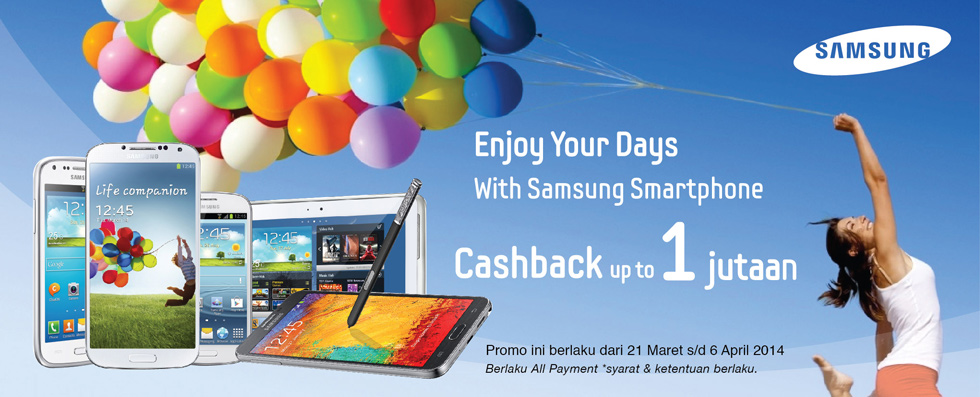 SAMSUNG
Enjoy Your Days
With Samsung Smartphone
Cashback up to 1 jutaan
Promo ini berlaku dari 21 Maret s/d 6 April 2014
Berlaku All Payment *syarat & ketentuan berlaku.
Life companion
12:45
12:45
12:45
12:45
Google